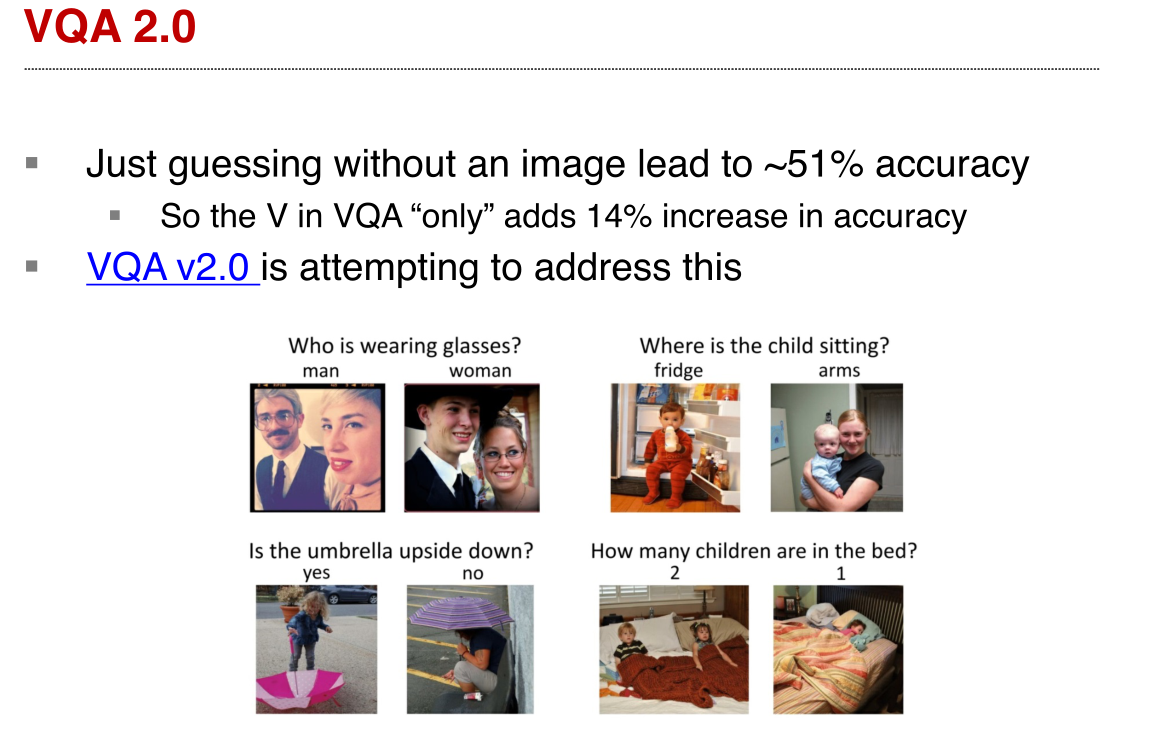 VQA 2.0
Just guessing without an image lead to ~51% accuracy
So the V in VQA “only” adds 14% increase in accuracy
VQA v2.0 is attempting to address this
Who is wearing glasses?
man woman
Where is the child sitting?
fridge arms
Is the umbrella upside down?
yes no
How many children are in the bed?
2 1